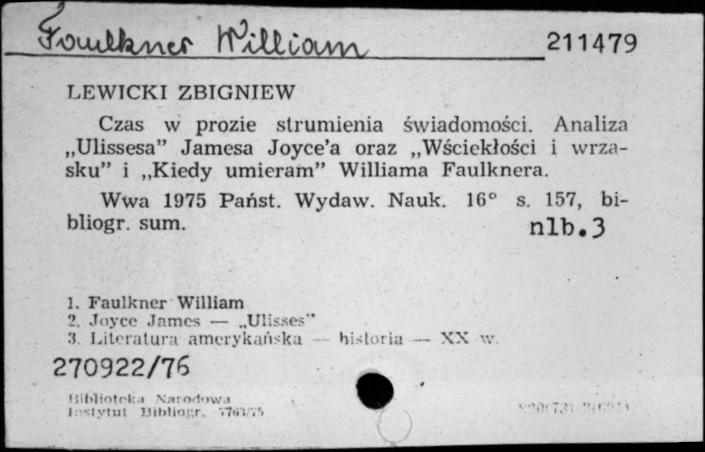 Faulkner William 211479
LEWICKI ZBIGNIEW
Czas w prozie strumienia świadomości. Analiza
„Ulissesa” Jamesa Joyce’a oraz „Wściekłości i wrza-
sku” i „Kiedy umieram” Williama Faulknera.
Wwa 1975 Państ. Wydaw. Nauk. 16° s. 157, bi-
bliogr. sum. nlb.3
1. Faulkner William
2. Joyce James — „Ulisses”
3. Literatura amerykańska — historia — XX w.
270922/76
Biblioteka Narodowa
Instytut Bibliogr. 7763/75